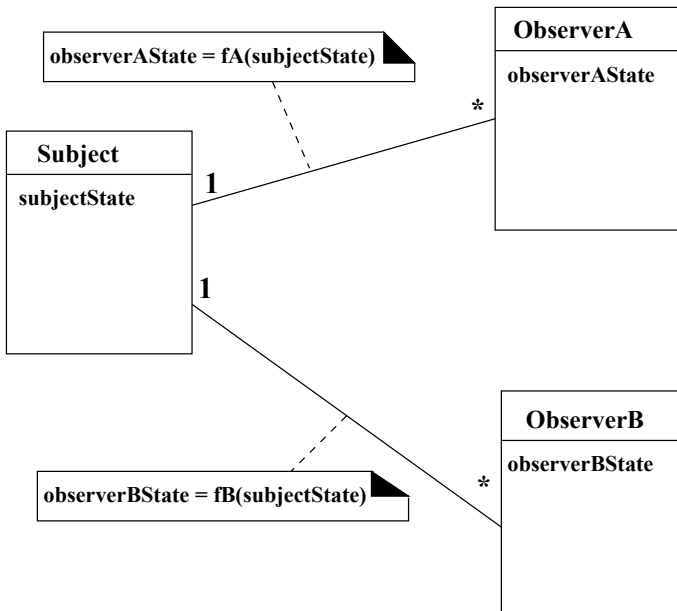 ObserverA
observerAState
observerAState = fA(subjectState)
*
Subject
subjectState
1
1
ObserverB
observerBState
observerBState = fB(subjectState)
*